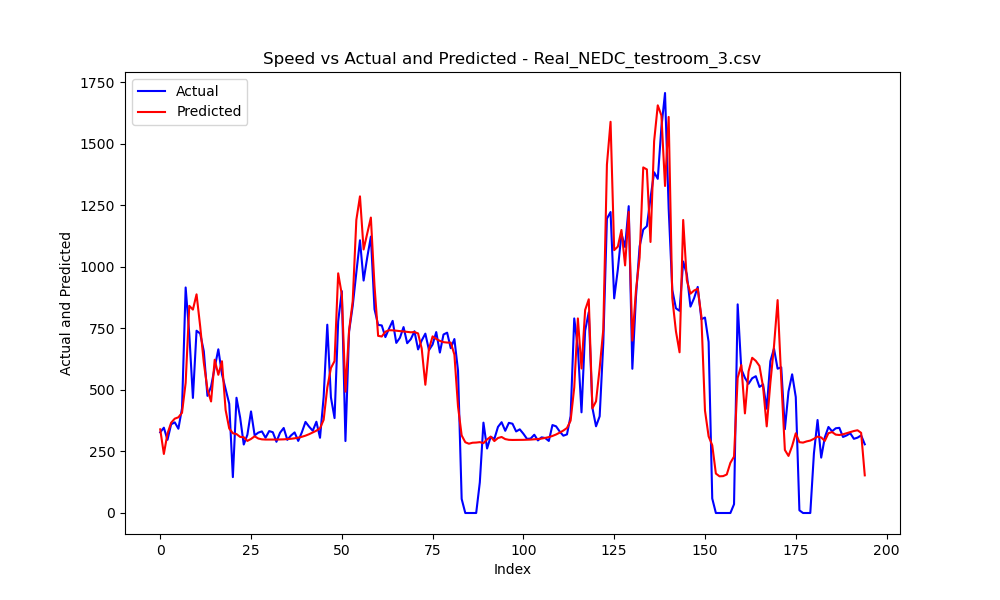 Speed vs Actual and Predicted - Real_NEDC_testroom_3.csv
Actual
Predicted
Actual and Predicted
1750
1500
1250
1000
750
500
250
0
0 25 50 75 100 125 150 175 200
Index